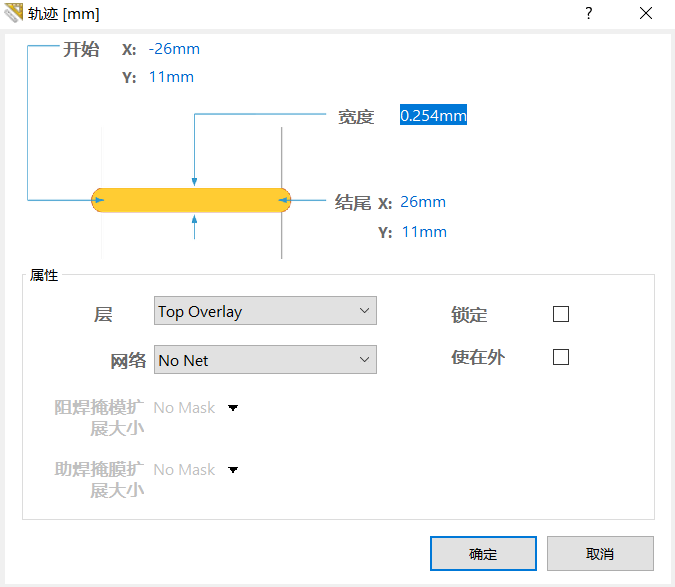 轨迹 [mm]
?
开始 X: -26mm
Y: 11mm
宽度 0.254mm
结尾 X: 26mm
Y: 11mm
属性
层 Top Overlay 锁定
网络 No Net 使在外
阻焊掩模扩 No Mask
展大小
助焊掩膜扩 No Mask
展大小
确定 取消